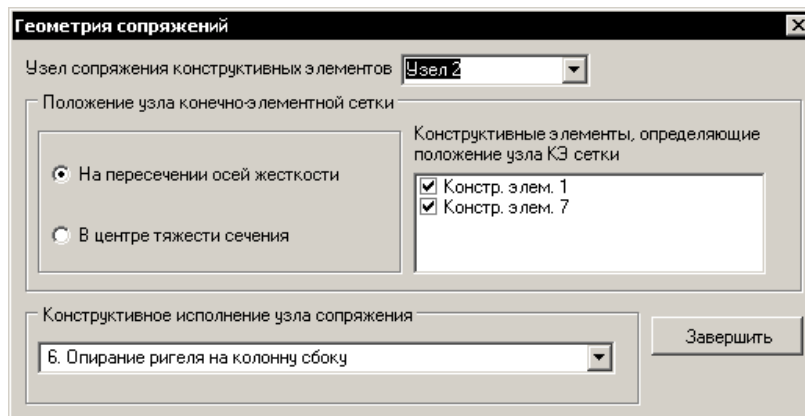 Геометрия сопряжений
Узел сопряжения конструктивных элементов Узел 2
Положение узла конечно-элементной сетки
На пересечении осей жесткости
В центре тяжести сечения
Конструктивные элементы, определяющие
положение узла КЭ сетки
Констр. элем. 1
Констр. элем. 7
Конструктивное исполнение узла сопряжения
6. Опирание ригеля на колонну сбоку
Завершить